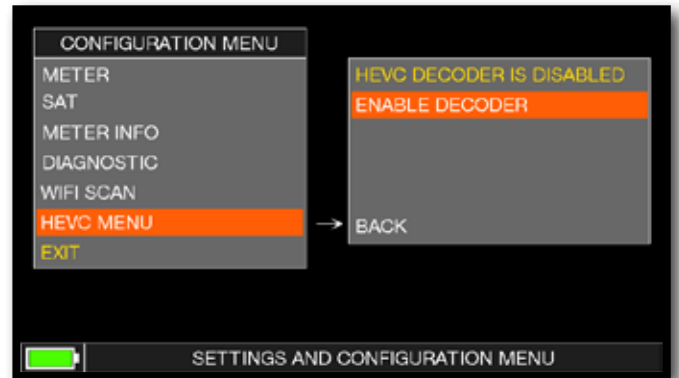 CONFIGURATION MENU
METER
SAT
METER INFO
DIAGNOSTIC
WIFI SCAN
HEVC MENU
EXIT
HEVC DECODER IS DISABLED
ENABLE DECODER
BACK
SETTINGS AND CONFIGURATION MENU